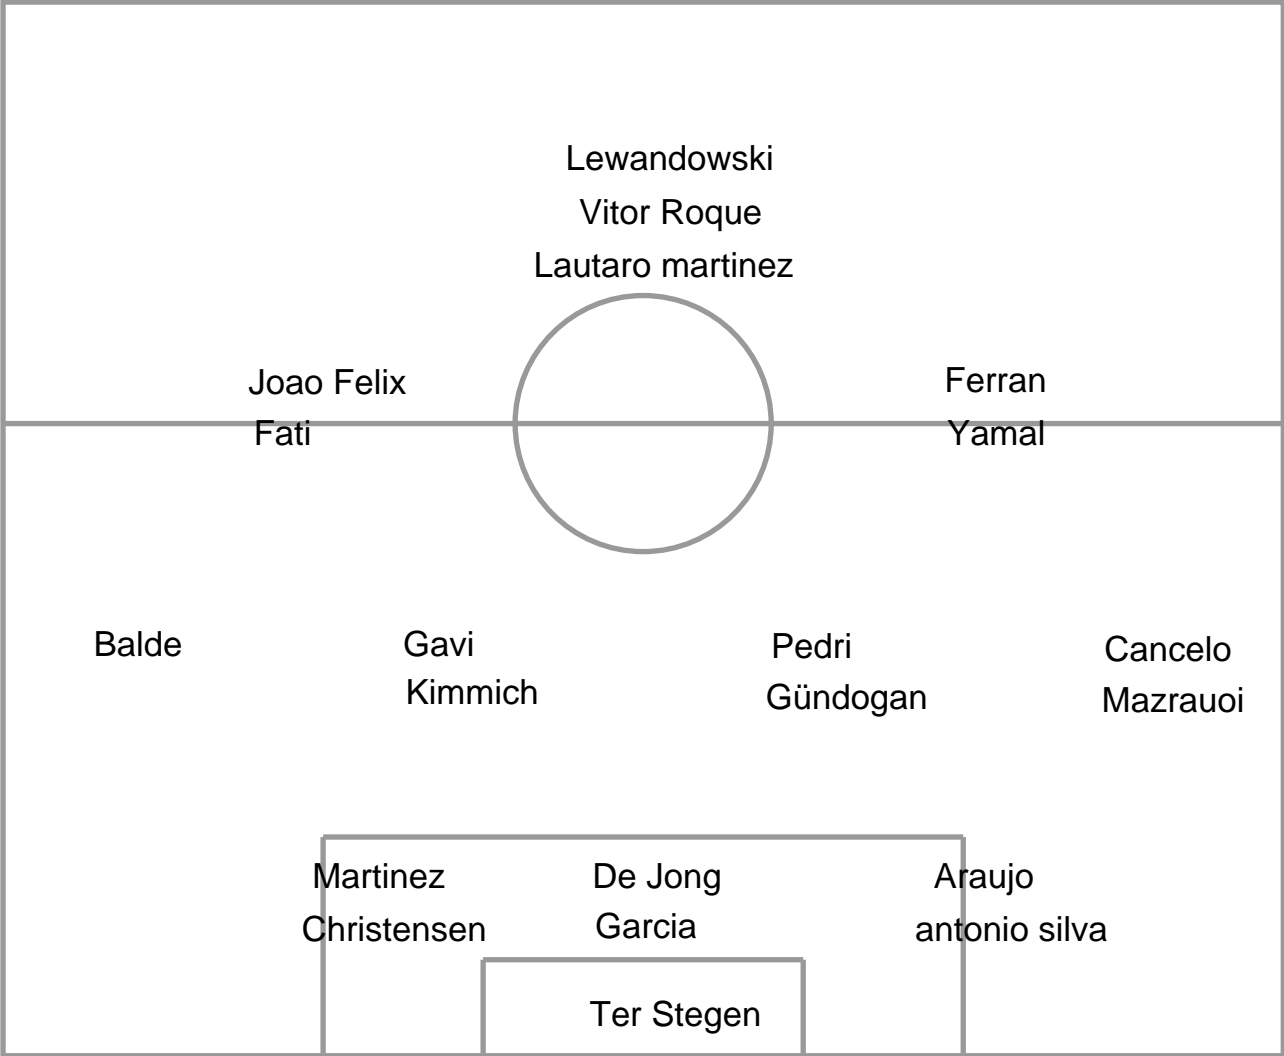 Lewandowski
Vitor Roque
Lautaro martinez
Joao Felix
Fati
Ferran
Yamal
Balde
Gavi
Kimmich
Pedri
Gündogan
Cancelo
Mazrauoi
Martinez
Christensen
De Jong
Garcia
Araujo
antonio silva
Ter Stegen